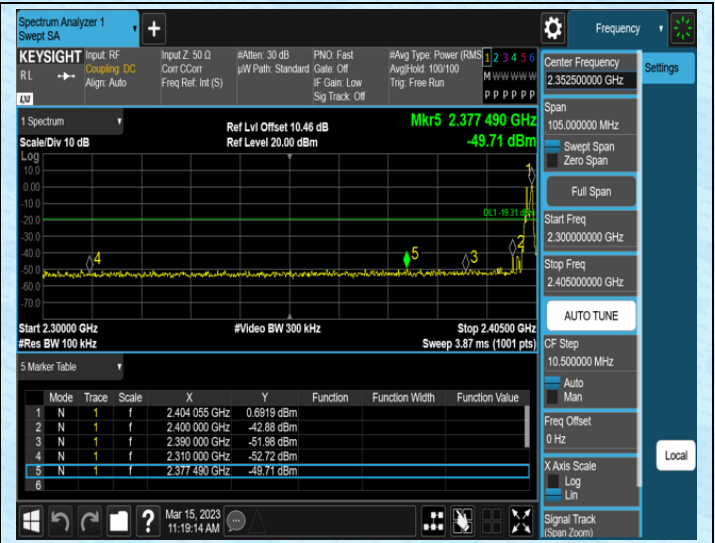 Spectrum Analyzer 1
Swept SA
+
Frequency
KEYSIGHT
Input: RF
Input Z: 50 Ω
#Atten: 30 dB
PNO: Fast
#Avg Type: Power (RMS)
1 2 3 4 5 6
RL
Coupling: DC
Corr CCorr
µW Path: Standard
Gate: Off
Avg|Hold: 100/100
M W W W W W
Align: Auto
Freq Ref: Int (S)
IF Gain: Low
Trig: Free Run
P P P P P P
Sig Track: Off
LXI
1 Spectrum
Ref Lvl Offset 10.46 dB
Mkr5 2.377 490 GHz
Scale/Div 10 dB
Ref Level 20.00 dBm
-49.71 dBm
Log
10.0
0.00
-10.0
-20.0
-30.0
-40.0
-50.0
-60.0
-70.0
1
DL1 -19.31 dBm
2
3
4
5
Start 2.30000 GHz
#Video BW 300 kHz
Stop 2.40500 GHz
#Res BW 100 kHz
Sweep 3.87 ms (1001 pts)
5 Marker Table
Mode Trace Scale X Y Function Function Width Function Value
1 N 1 f 2.404 055 GHz 0.6919 dBm
2 N 1 f 2.400 000 GHz -42.88 dBm
3 N 1 f 2.390 000 GHz -51.98 dBm
4 N 1 f 2.310 000 GHz -52.72 dBm
5 N 1 f 2.377 490 GHz -49.71 dBm
6
?
Mar 15, 2023
11:19:14 AM
Center Frequency
2.352500000 GHz
Settings
Span
105.000000 MHz
Swept Span
Zero Span
Full Span
Start Freq
2.300000000 GHz
Stop Freq
2.405000000 GHz
AUTO TUNE
CF Step
10.500000 MHz
Auto
Man
Freq Offset
0 Hz
Local
X Axis Scale
Log
Lin
Signal Track
(Span Zoom)